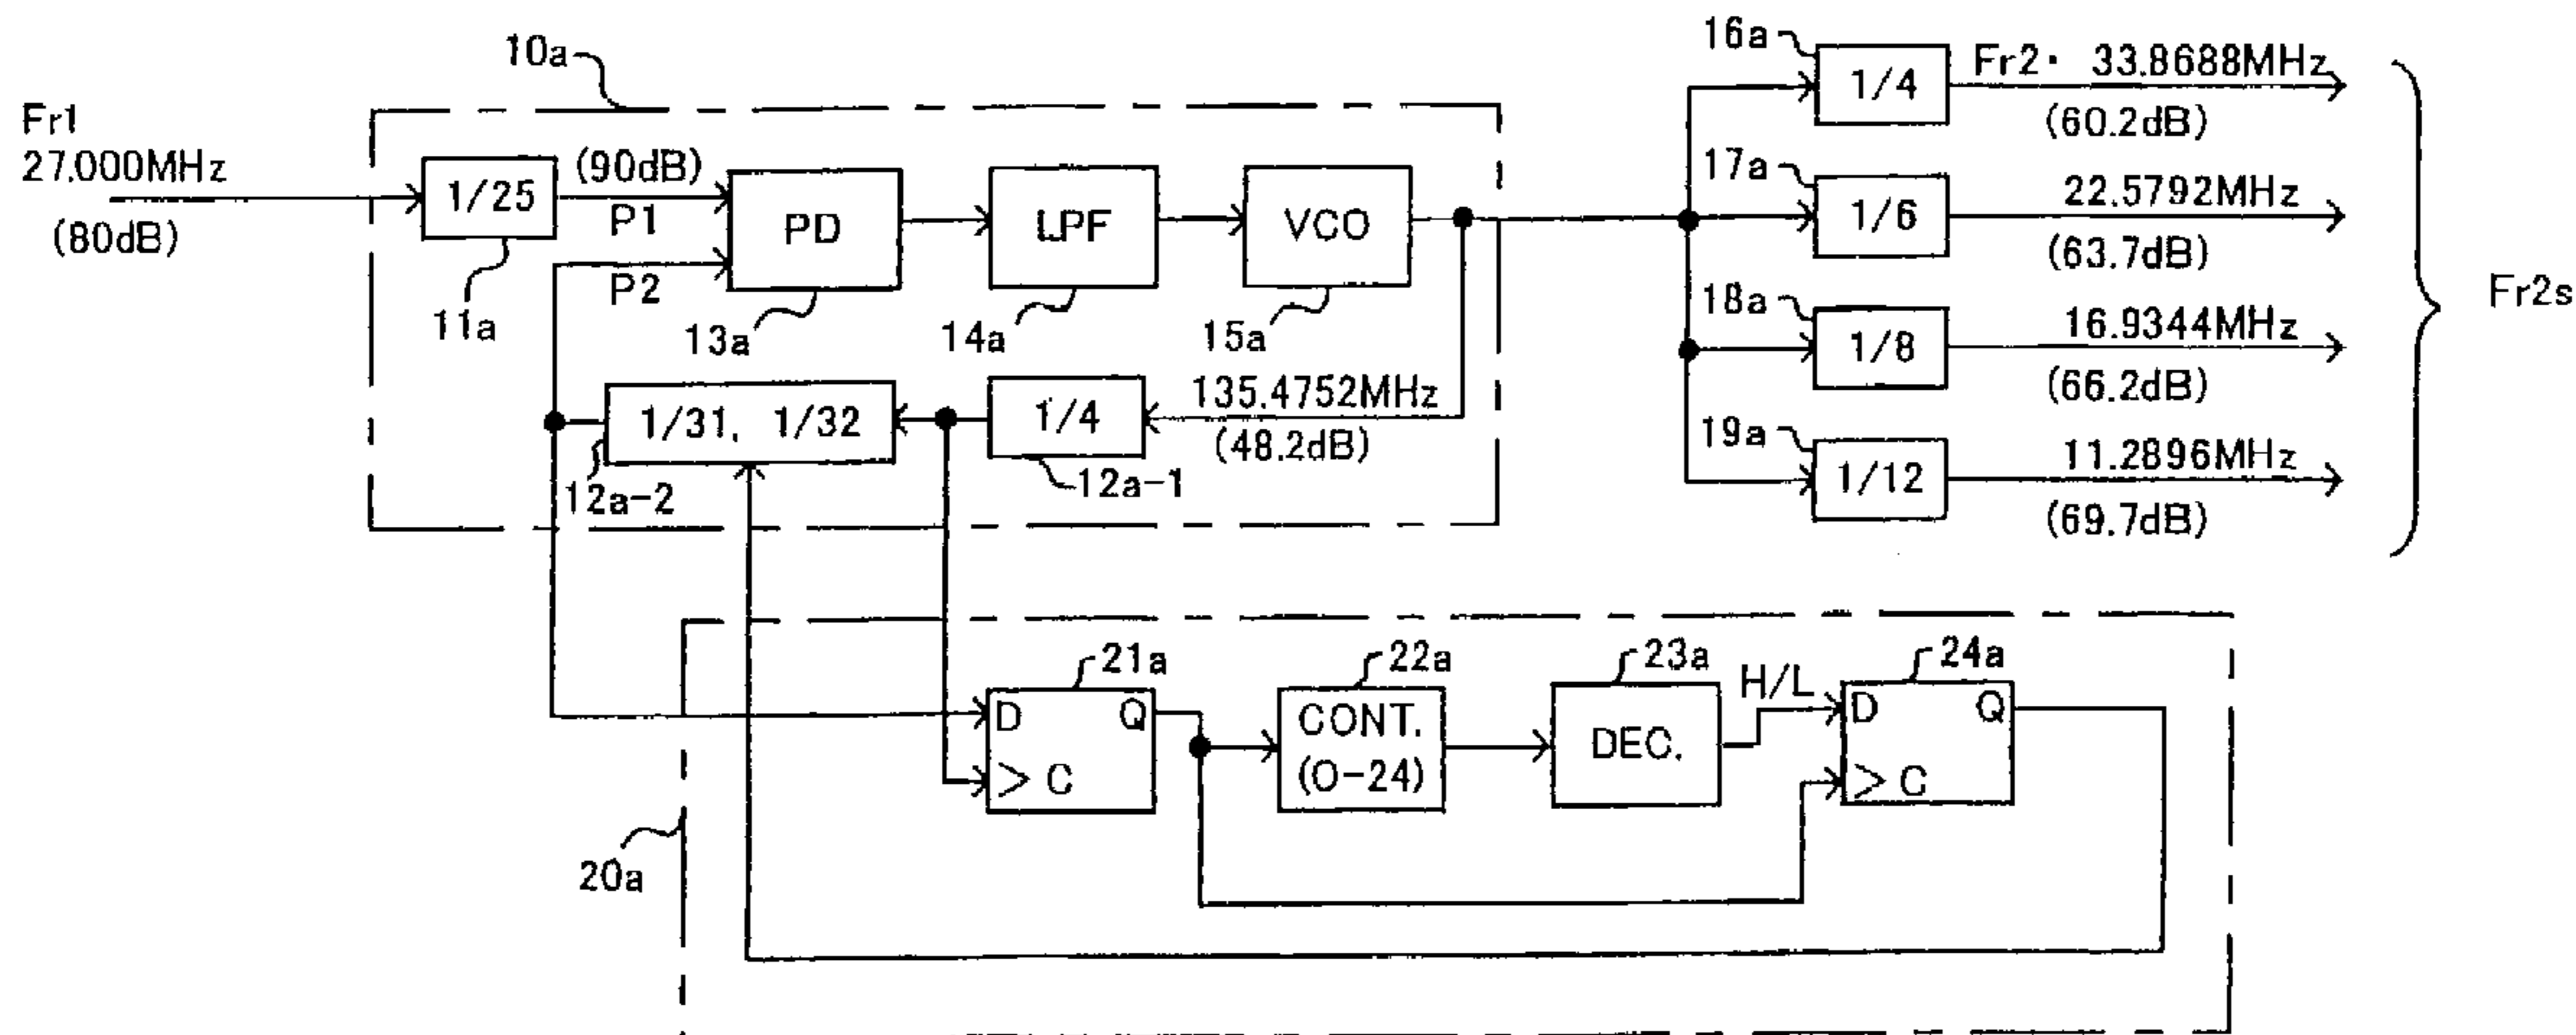 10a
Fr1
27.000MHz
(80dB)
1/25
11a
(90dB)
P1
P2
PD
13a
LPF
14a
VCO
15a
1/31, 1/32
12a-2
1/4
12a-1
135.4752MHz
(48.2dB)
16a
1/4
Fr2· 33.8688MHz
(60.2dB)
17a
1/6
22.5792MHz
(63.7dB)
18a
1/8
16.9344MHz
(66.2dB)
19a
1/12
11.2896MHz
(69.7dB)
Fr2s
20a
21a
D Q
> C
22a
CONT.
(0-24)
23a
DEC.
H/L
24a
D Q
> C